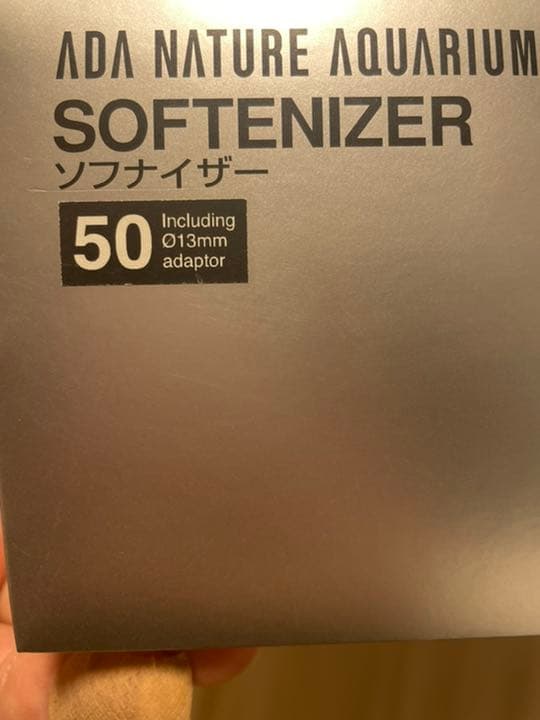 ADA NATURE AQUARIUM
SOFTENIZER
ソフナイザー
50
Including
Ø13mm
adaptor